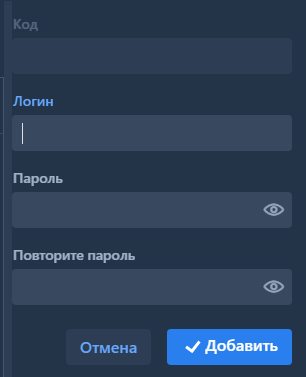 Код
Логин
Пароль
Повторите пароль
Отмена Добавить